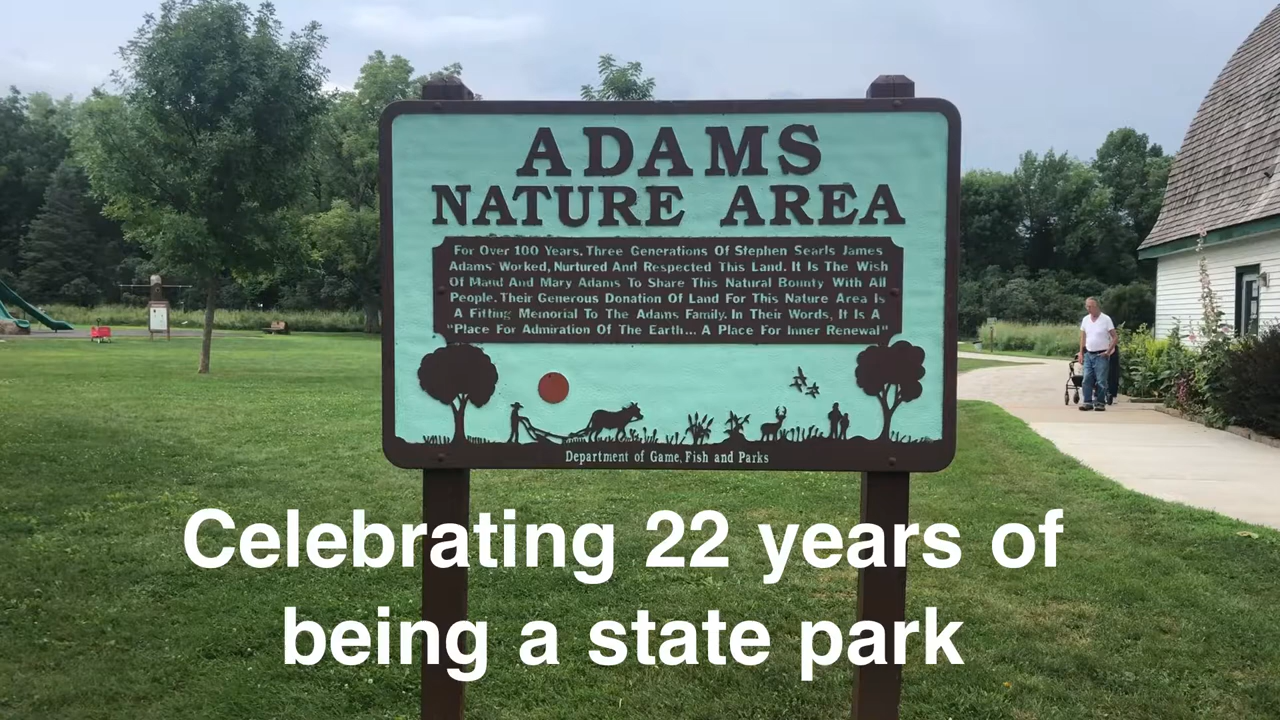 ADAMS
NATURE AREA
For Over 100 Years, Three Generations Of Stephen Searls James
Adams' Worked, Nurtured And Respected This Land. It Is The Wish
Of Maud And Mary Adams To Share This Natural Bounty With All
People. Their Generous Donation Of Land For This Nature Area Is
A Fitting Memorial To The Adams Family. In Their Words, It Is A
"Place For Admiration Of The Earth... A Place For Inner Renewal"
Department of Game, Fish and Parks
Celebrating 22 years of
being a state park